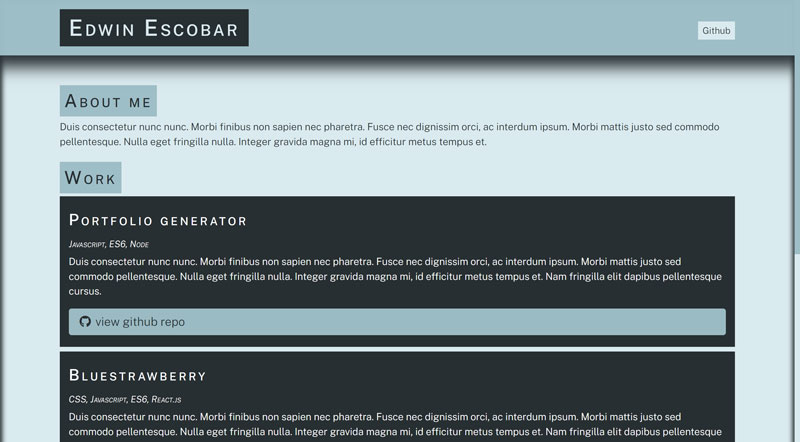 Edwin Escobar
Github
About me
Duis consectetur nunc nunc. Morbi finibus non sapien nec pharetra. Fusce nec dignissim orci, ac interdum ipsum. Morbi mattis justo sed commodo
pellentesque. Nulla eget fringilla nulla. Integer gravida magna mi, id efficitur metus tempus et.
Work
Portfolio generator
Javascript, ES6, Node
Duis consectetur nunc nunc. Morbi finibus non sapien nec pharetra. Fusce nec dignissim orci, ac interdum ipsum. Morbi mattis justo sed
commodo pellentesque. Nulla eget fringilla nulla. Integer gravida magna mi, id efficitur metus tempus et. Nam fringilla elit dapibus pellentesque
cursus.
view github repo
Bluestrawberry
CSS, Javascript, ES6, React.js
Duis consectetur nunc nunc. Morbi finibus non sapien nec pharetra. Fusce nec dignissim orci, ac interdum ipsum. Morbi mattis justo sed
commodo pellentesque. Nulla eget fringilla nulla. Integer gravida magna mi, id efficitur metus tempus et. Nam fringilla elit dapibus pellentesque